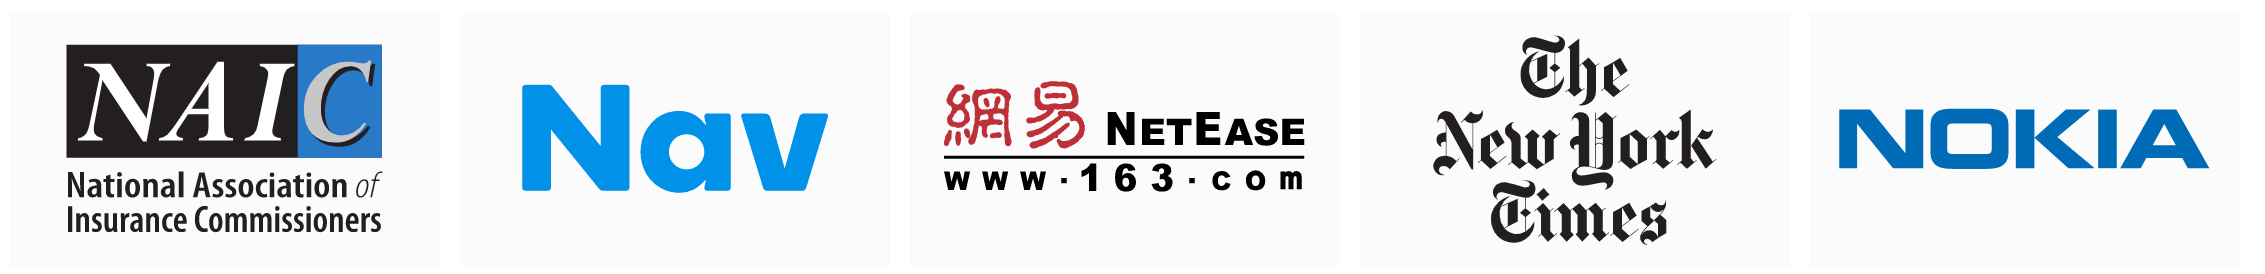 NAIC
National Association of
Insurance Commissioners
Nav
網易 NETEASE
www.163.com
The
New York
Times
NOKIA